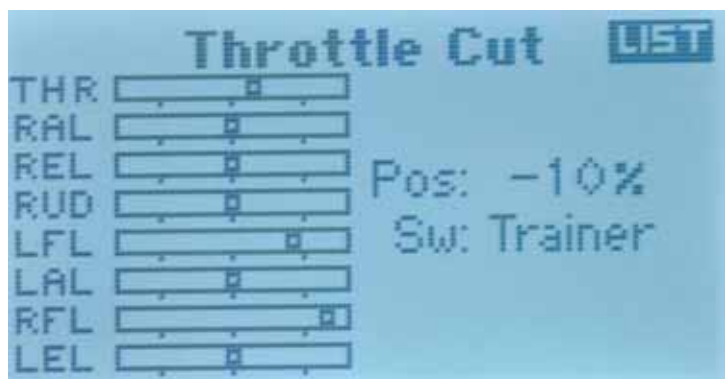 Throttle Cut LIST
THR
RAL
REL
RUD
LFL
LAL
RFL
LEL
Pos: -10%
Sw: Trainer